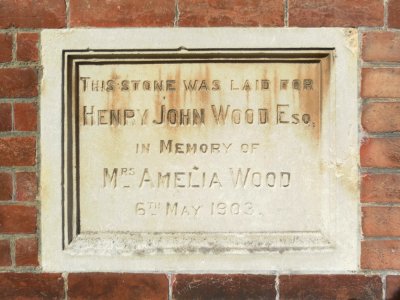 THIS STONE WAS LAID FOR
HENRY JOHN WOOD ESQ.
IN MEMORY OF
MRS AMELIA WOOD
6TH MAY 1903.